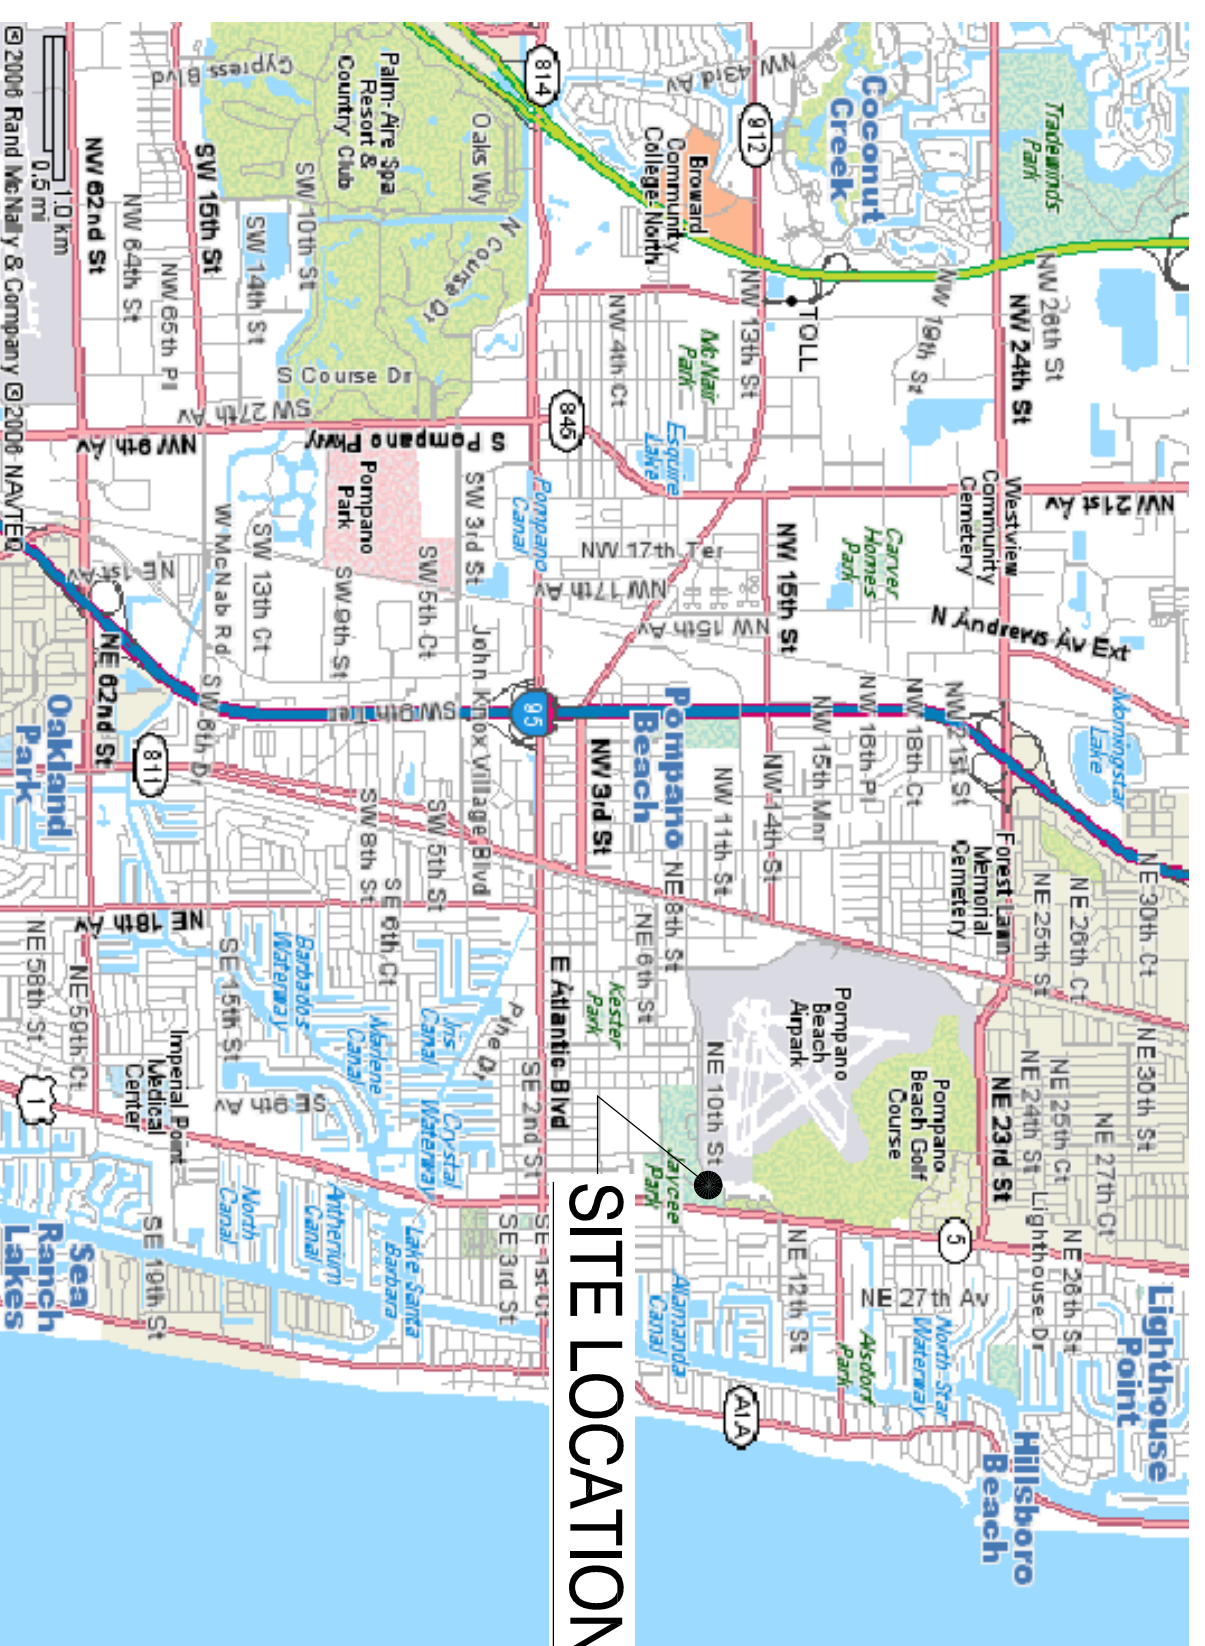 Tradewinds
Park
Coconut
Creek
NW 43rd Av
912
814
Broward
Community
College-North
Oaks Wy
Palm-Aire Spa
Resort &
Country Club
Cypress Blvd
N Course Dr
SW 10th St
SW 14th St
SW 15th St
NW 62nd St
NW 64th St
NW 65th Pl
0.5 mi
1.0 km
NW 26th St
NW 24th St
NW 19th St
TOLL
NW 13th St
McNair
Park
NW 4th Ct
S Course Dr
SW 27th Av
NW 9th Av
S Pompano Pkwy
845
Esquire
Lake
Pompano
Canal
Pompano
Park
SW 3rd St
SW 5th Ct
SW 9th St
SW 13th Ct
W McNab Rd
NE 1st Av
NW 21st Av
Westview
Community
Cemetery
Carver
Homes
Park
NW 15th St
NW 17th Ter
NW 17th Av
NW 15th Av
N Andrews Av Ext
Morningstar
Lake
NW 21st St
NW 18th Ct
NW 16th Pl
NW 15th Mnr
NW 14th St
NW 11th St
Pompano
Beach
95
NW 3rd St
John Knox Village Blvd
SW 9th Ter
SW 6th Dr
NE 62nd St
811
Oakland
Park
SW 8th St
SW 5th St
SE 6th Ct
NE 18th Av
NE 58th St
NE 59th Ct
Forest Lawn
Memorial
Cemetery
NE 30th Ct
NE 26th Ct
NE 25th St
NE 8th St
NE 6th St
Kester
Park
E Atlantic Blvd
Pine Dr
Iris
Canal
Crystal
Waterway
Marlene
Canal
Barbados
Waterway
SE 15th St
SE 9th Av
Imperial Point
Medical
Center
1
Pompano
Beach
Airpark
Pompano
Beach Golf
Course
NE 10th St
NE 23rd St
NE 24th St
NE 25th Ct
NE 27th Ct
NE 30th St
Lighthouse Dr
NE 26th St
Jaycee
Park
SE 2nd St
SE 1st Ct
SE 3rd St
SITE LOCATION
5
NE 12th St
NE 27th Av
North Star
Waterway
Alsdorf
Park
Allananda
Canal
A1A
Lake Santa
Barbara
Antherium
Canal
North
Canal
SE 19th St
Sea
Ranch
Lakes
Lighthouse
Point
Hillsboro
Beach
© 2006 Rand McNally & Company © 2006 NAVTEQ